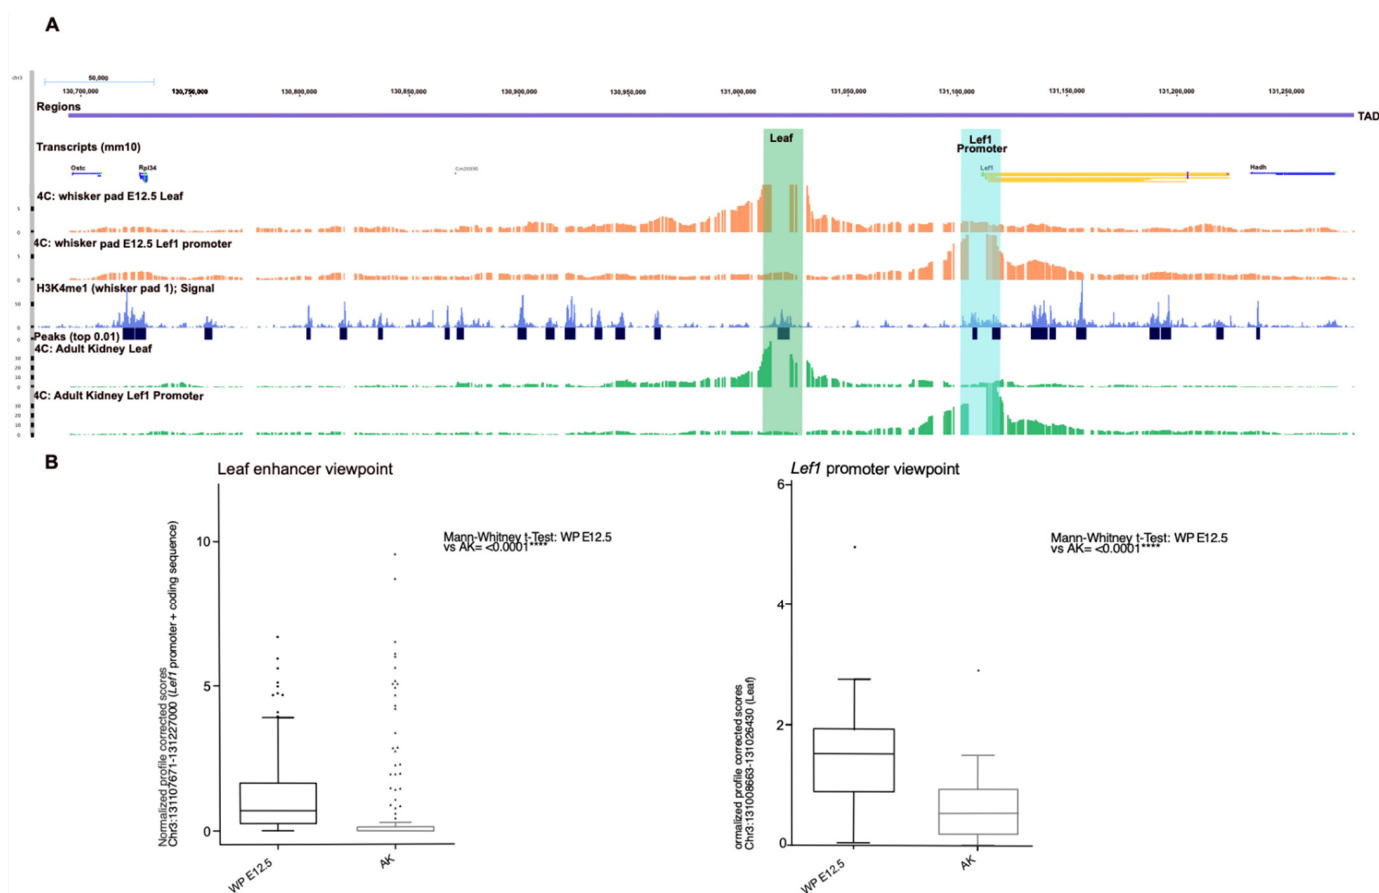 A
chr3
50,000
130,700,000
130,750,000
130,800,000
130,850,000
130,900,000
130,950,000
131,000,000
131,050,000
131,100,000
131,150,000
131,200,000
131,250,000
Regions
TAD
Transcripts (mm10)
Leaf
Lef1
Promoter
Ostc
Rpl34
Lef1
Hadh
4C: whisker pad E12.5 Leaf
5
0
4C: whisker pad E12.5 Lef1 promoter
5
0
H3K4me1 (whisker pad 1); Signal
50
0
Peaks (top 0.01)
0
4C: Adult Kidney Leaf
30
20
10
0
4C: Adult Kidney Lef1 Promoter
30
20
10
0
B
Leaf enhancer viewpoint
Normalized profile corrected scores
Chr3:131107671-131227000 (Lef1 promoter + coding sequence)
10
5
0
Mann-Whitney t-Test: WP E12.5
vs AK= <0.0001****
WP E12.5
AK
Lef1 promoter viewpoint
ormalized profile corrected scores
Chr3:131008663-131026430 (Leaf)
6
4
2
0
Mann-Whitney t-Test: WP E12.5
vs AK= <0.0001****
WP E12.5
AK